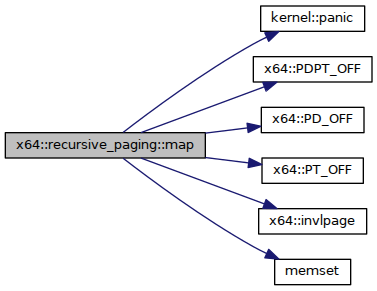 x64::recursive_paging::map
kernel::panic
x64::PDPT_OFF
x64::PD_OFF
x64::PT_OFF
x64::invlpage
memset